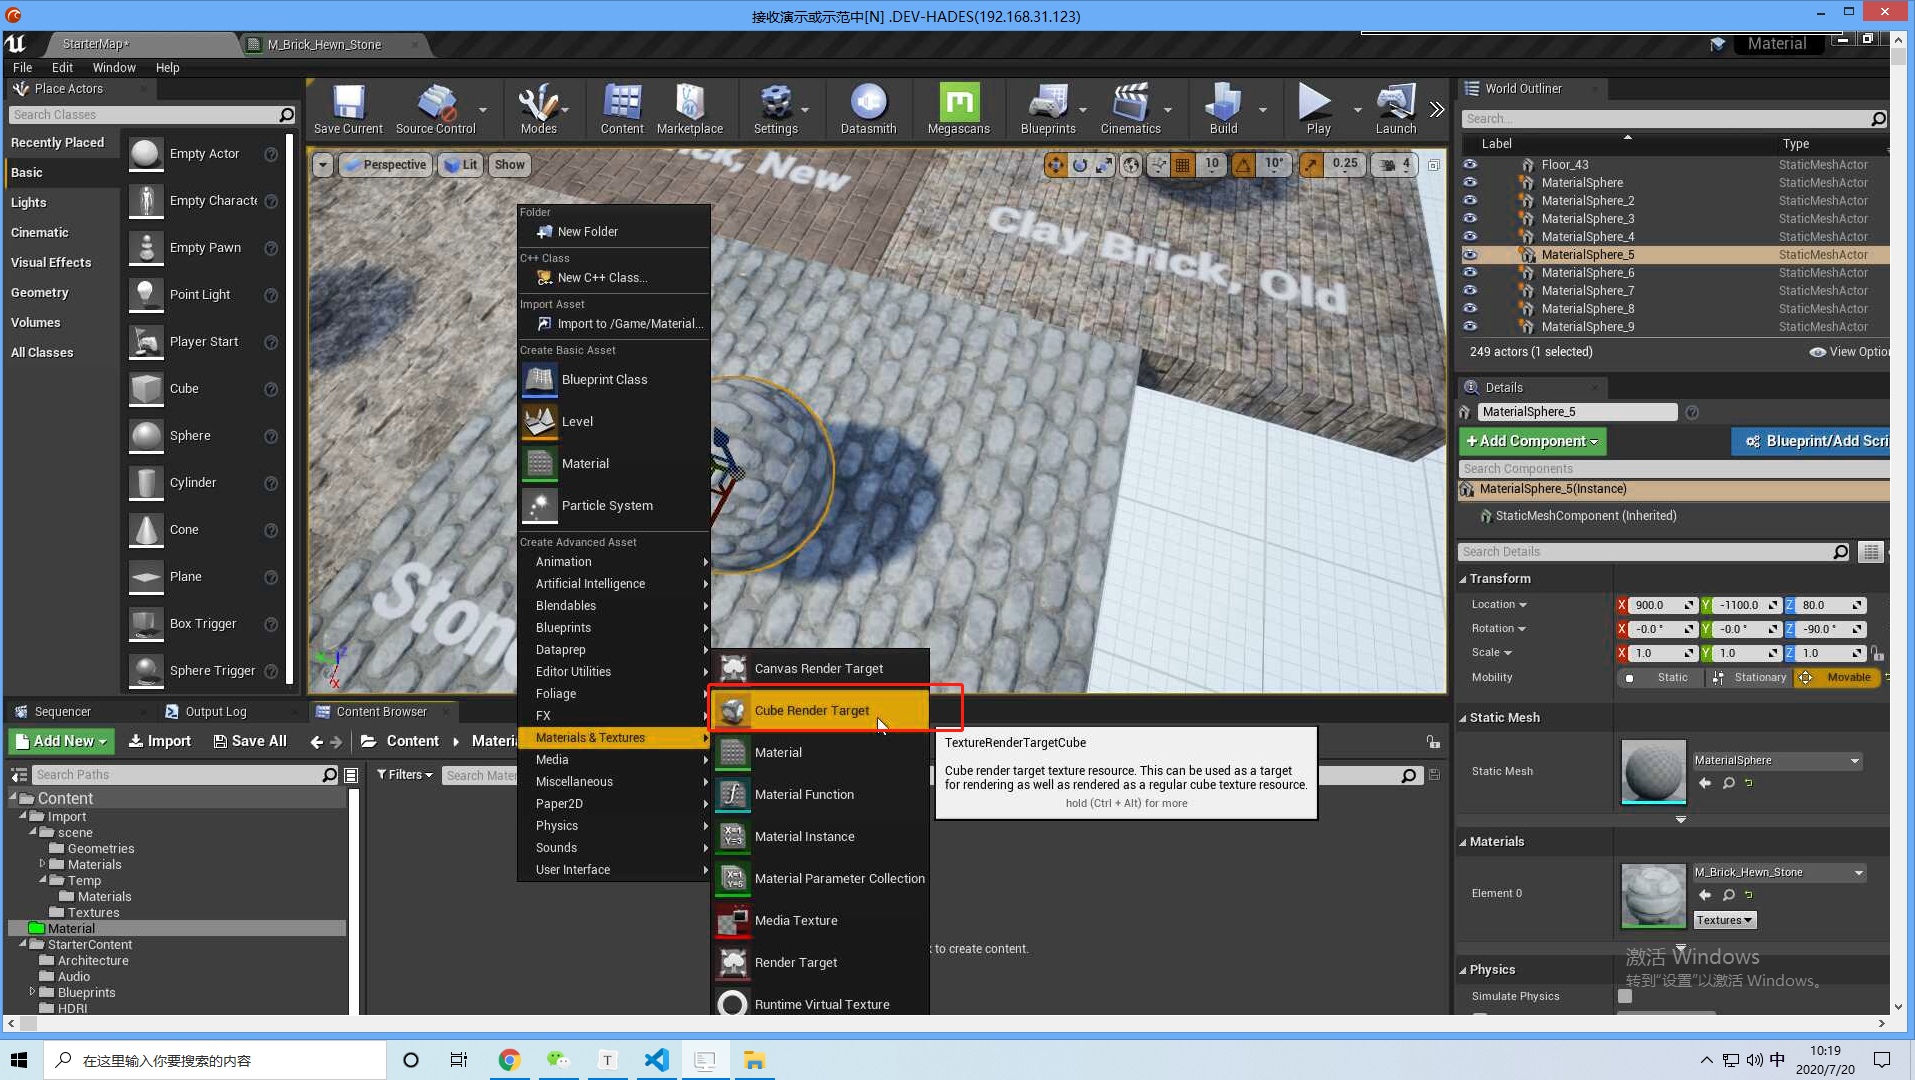 接收演示或示范中[N] .DEV-HADES(192.168.31.123)
StarterMap*
M_Brick_Hewn_Stone
Material
File Edit Window Help
Place Actors
Search Classes
Recently Placed
Basic
Lights
Cinematic
Visual Effects
Geometry
Volumes
All Classes
Empty Actor
Empty Characte
Empty Pawn
Point Light
Player Start
Cube
Sphere
Cylinder
Cone
Plane
Box Trigger
Sphere Trigger
Save Current
Source Control
Modes
Content
Marketplace
Settings
Datasmith
Megascans
Blueprints
Cinematics
Build
Play
Launch
Perspective
Lit
Show
10
10°
0.25
4
ck, New
Clay Brick, Old
Ston
Folder
New Folder
C++ Class
New C++ Class...
Import Asset
Import to /Game/Material...
Create Basic Asset
Blueprint Class
Level
Material
Particle System
Create Advanced Asset
Animation
Artificial Intelligence
Blendables
Blueprints
Dataprep
Editor Utilities
Foliage
FX
Materials & Textures
Media
Miscellaneous
Paper2D
Physics
Sounds
User Interface
Canvas Render Target
Cube Render Target
Material
Material Function
Material Instance
Material Parameter Collection
Media Texture
Render Target
Runtime Virtual Texture
TextureRenderTargetCube
Cube render target texture resource. This can be used as a target
for rendering as well as rendered as a regular cube texture resource.
hold (Ctrl + Alt) for more
World Outliner
Search...
Label Type
Floor_43 StaticMeshActor
MaterialSphere StaticMeshActor
MaterialSphere_2 StaticMeshActor
MaterialSphere_3 StaticMeshActor
MaterialSphere_4 StaticMeshActor
MaterialSphere_5 StaticMeshActor
MaterialSphere_6 StaticMeshActor
MaterialSphere_7 StaticMeshActor
MaterialSphere_8 StaticMeshActor
MaterialSphere_9 StaticMeshActor
249 actors (1 selected)
View Optio
Details
MaterialSphere_5
+Add Component
Blueprint/Add Scri
Search Components
MaterialSphere_5(Instance)
StaticMeshComponent (Inherited)
Search Details
Transform
Location X 900.0 Y -1100.0 Z 80.0
Rotation X -0.0 ° Y -0.0 ° Z -90.0 °
Scale X 1.0 Y 1.0 Z 1.0
Mobility Static Stationary Movable
Static Mesh
Static Mesh
MaterialSphere
Materials
Element 0
M_Brick_Hewn_Stone
Textures
Physics
Simulate Physics
激活 Windows
转到“设置”以激活 Windows。
Sequencer
Output Log
Content Browser
Add New
Import
Save All
Content
Materi
Search Paths
Filters
Search Mater
Content
Import
scene
Geometries
Materials
Temp
Materials
Textures
Material
StarterContent
Architecture
Audio
Blueprints
HDRI
to create content.
在这里输入你要搜索的内容
T
中
10:19
2020/7/20